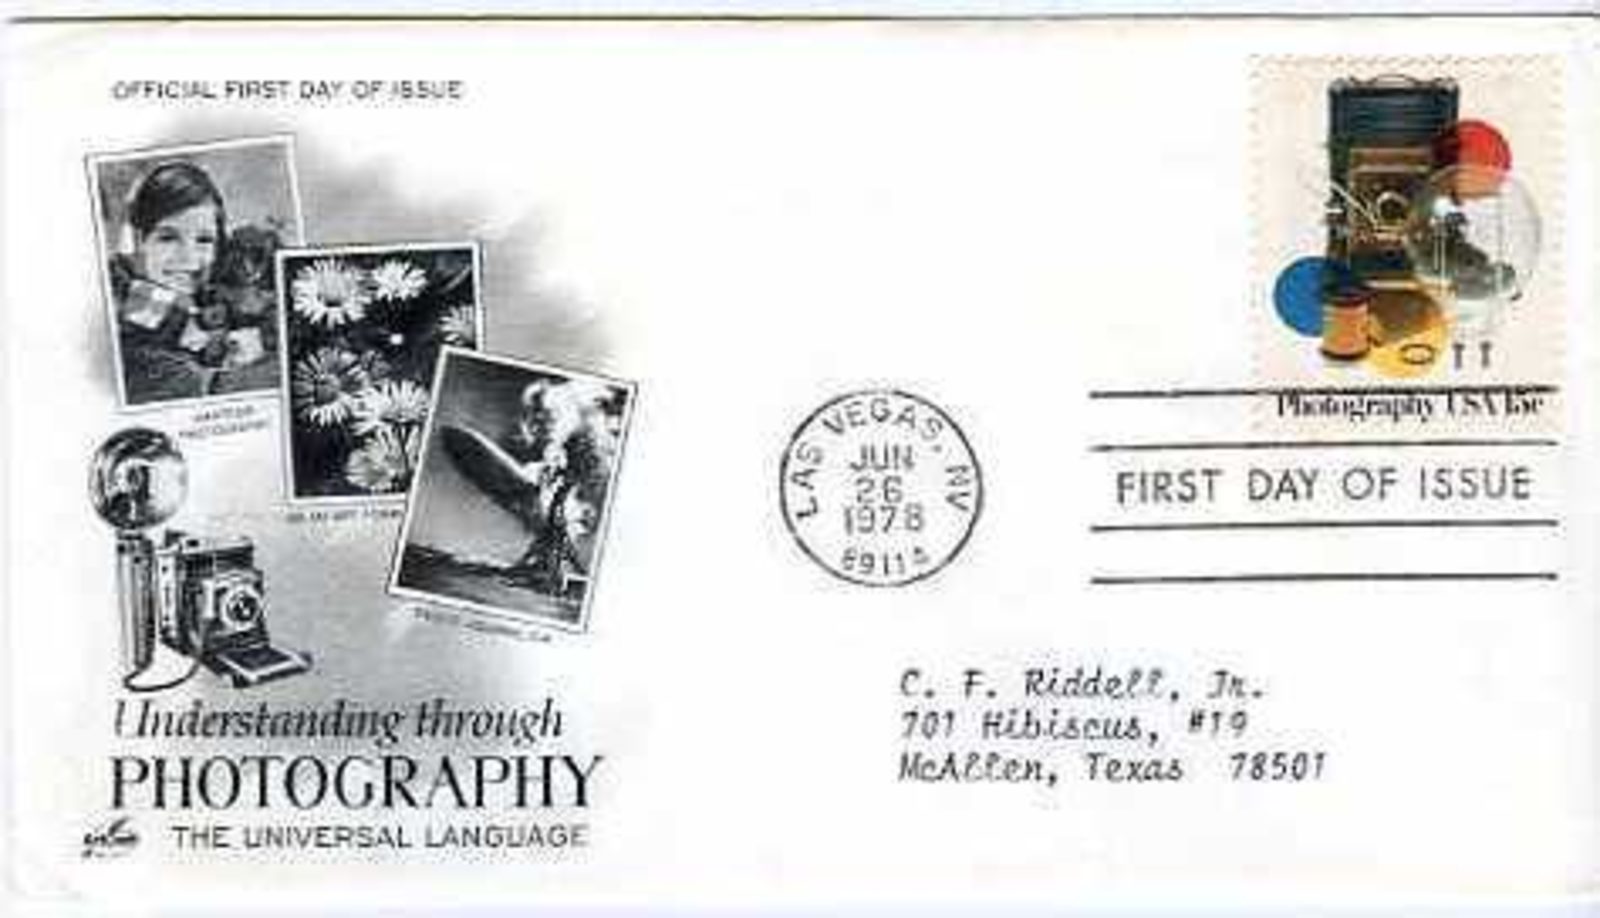 OFFICIAL FIRST DAY OF ISSUE
Photography USA 15c
LAS VEGAS, NV
JUN
26
1978
FIRST DAY OF ISSUE
C. F. Riddell, Jr.
701 Hibiscus, #19
McAllen, Texas 78501
Understanding through
PHOTOGRAPHY
THE UNIVERSAL LANGUAGE